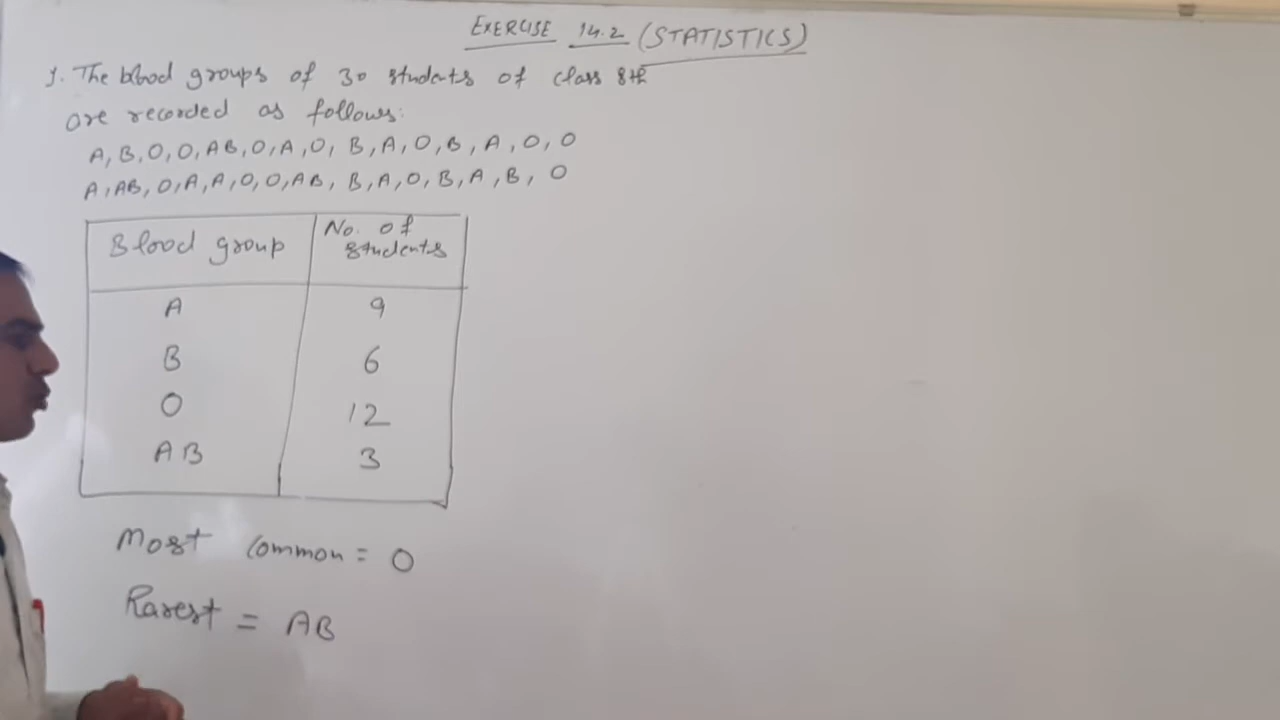 EXERCISE 14.2 (STATISTICS)
1. The blood groups of 30 students of class 8th
are recorded as follows:
A, B, O, O, AB, O, A, O, B, A, O, B, A, O, O
A, AB, O, A, A, O, O, AB, B, A, O, B, A, B, O
Blood group No. of students
A 9
B 6
O 12
AB 3
Most common = O
Rarest = AB